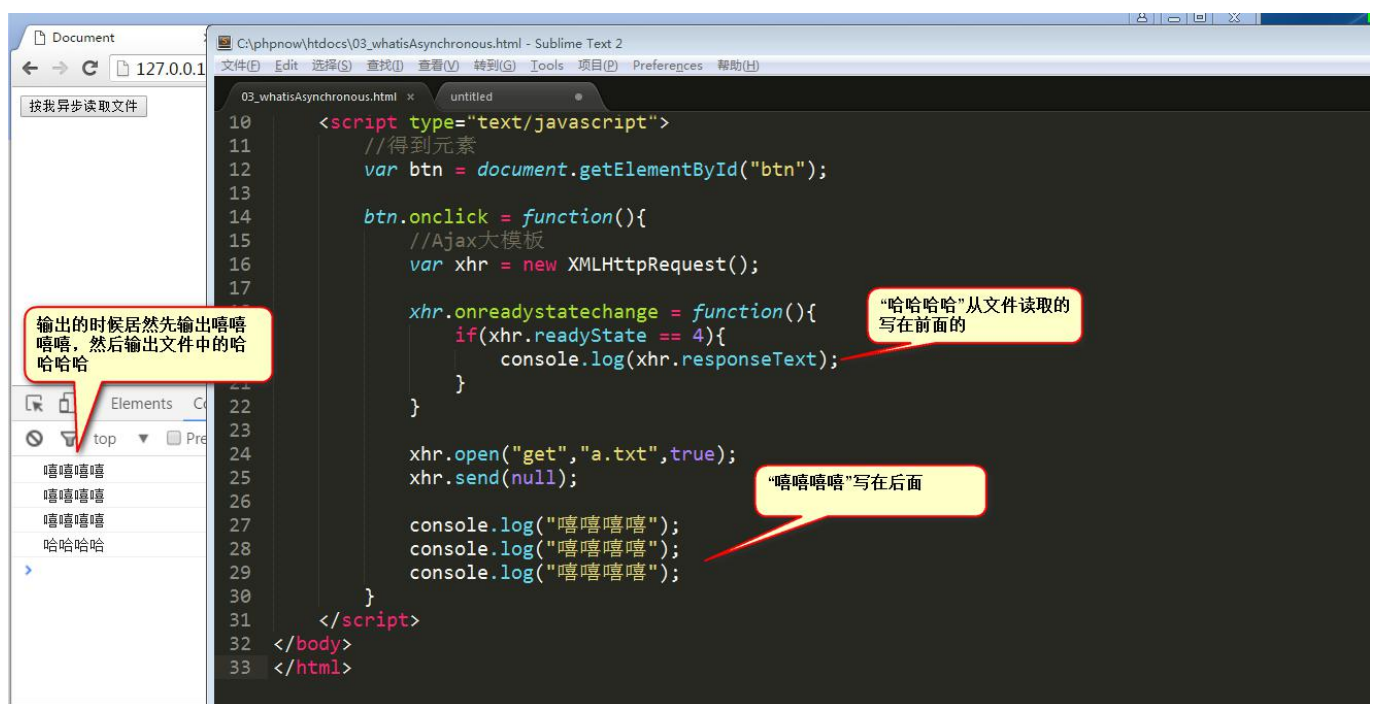 Document
127.0.0.1
按我异步读取文件
C:\phpnow\htdocs\03_whatisAsynchronous.html - Sublime Text 2
文件(F) Edit 选择(S) 查找(I) 查看(V) 转到(G) Tools 项目(P) Preferences 帮助(H)
03_whatisAsynchronous.html × untitled
10 <script type="text/javascript">
11 //得到元素
12 var btn = document.getElementById("btn");
13
14 btn.onclick = function(){
15 //Ajax大模板
16 var xhr = new XMLHttpRequest();
17
xhr.onreadystatechange = function(){
if(xhr.readyState == 4){
console.log(xhr.responseText);
21 }
22 }
23
24 xhr.open("get","a.txt",true);
25 xhr.send(null);
26
27 console.log("嘻嘻嘻嘻");
28 console.log("嘻嘻嘻嘻");
29 console.log("嘻嘻嘻嘻");
30 }
31 </script>
32 </body>
33 </html>
“哈哈哈哈”从文件读取的
写在前面的
“嘻嘻嘻嘻”写在后面
输出的时候居然先输出嘻嘻
嘻嘻，然后输出文件中的哈
哈哈哈
Elements
top ▼ Pre
嘻嘻嘻嘻
嘻嘻嘻嘻
嘻嘻嘻嘻
哈哈哈哈
>